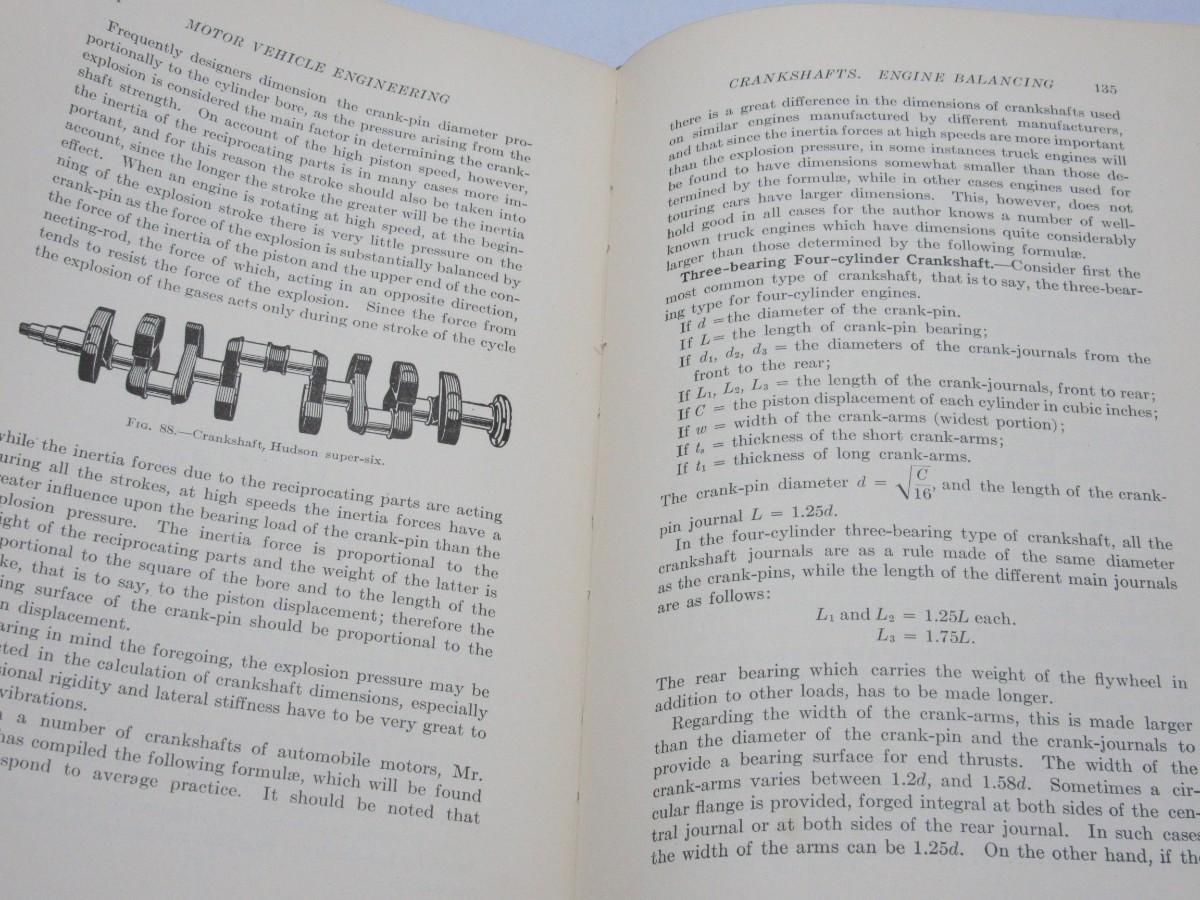 MOTOR VEHICLE ENGINEERING
Frequently designers dimension the crank-pin diameter pro-
portionally to the cylinder bore, as the pressure arising from the
explosion is considered the main factor in determining the crank-
shaft strength. On account of the high piston speed, however,
the inertia of the reciprocating parts is in many cases more im-
portant, and for this reason the stroke should also be taken into
account, since the longer the stroke the greater will be the inertia
effect. When an engine is rotating at high speed, at the begin-
ning of the explosion stroke there is very little pressure on the
crank-pin as the force of the explosion is substantially balanced by
the force of the inertia of the piston and the upper end of the con-
necting-rod, the force of which, acting in an opposite direction,
tends to resist the force of the explosion. Since the force from
the explosion of the gases acts only during one stroke of the cycle
FIG. 88.—Crankshaft, Hudson super-six.
while the inertia forces due to the reciprocating parts are acting
uring all the strokes, at high speeds the inertia forces have a
eater influence upon the bearing load of the crank-pin than the
plosion pressure. The inertia force is proportional to the
ight of the reciprocating parts and the weight of the latter is
portional to the square of the bore and to the length of the
ke, that is to say, to the piston displacement; therefore the
ing surface of the crank-pin should be proportional to the
n displacement.
aring in mind the foregoing, the explosion pressure may be
cted in the calculation of crankshaft dimensions, especially
sional rigidity and lateral stiffness have to be very great to
vibrations.
a number of crankshafts of automobile motors, Mr.
has compiled the following formulæ, which will be found
spond to average practice. It should be noted that
CRANKSHAFTS. ENGINE BALANCING 135
there is a great difference in the dimensions of crankshafts used
on similar engines manufactured by different manufacturers,
and that since the inertia forces at high speeds are more important
than the explosion pressure, in some instances truck engines will
be found to have dimensions somewhat smaller than those de-
termined by the formulæ, while in other cases engines used for
touring cars have larger dimensions. This, however, does not
hold good in all cases for the author knows a number of well-
known truck engines which have dimensions quite considerably
larger than those determined by the following formulæ.
Three-bearing Four-cylinder Crankshaft.—Consider first the
most common type of crankshaft, that is to say, the three-bear-
ing type for four-cylinder engines.
If d = the diameter of the crank-pin.
If L = the length of crank-pin bearing;
If d₁, d₂, d₃ = the diameters of the crank-journals from the
front to the rear;
If L₁, L₂, L₃ = the length of the crank-journals, front to rear;
If C = the piston displacement of each cylinder in cubic inches;
If w = width of the crank-arms (widest portion);
If tₛ = thickness of the short crank-arms;
If t₁ = thickness of long crank-arms.
The crank-pin diameter d = √(C/16), and the length of the crank-
pin journal L = 1.25d.
In the four-cylinder three-bearing type of crankshaft, all the
crankshaft journals are as a rule made of the same diameter
as the crank-pins, while the length of the different main journals
are as follows:
L₁ and L₂ = 1.25L each.
L₃ = 1.75L.
The rear bearing which carries the weight of the flywheel in
addition to other loads, has to be made longer.
Regarding the width of the crank-arms, this is made larger
than the diameter of the crank-pin and the crank-journals to
provide a bearing surface for end thrusts. The width of the
crank-arms varies between 1.2d, and 1.58d. Sometimes a cir-
cular flange is provided, forged integral at both sides of the cen-
tral journal or at both sides of the rear journal. In such cases
the width of the arms can be 1.25d. On the other hand, if the